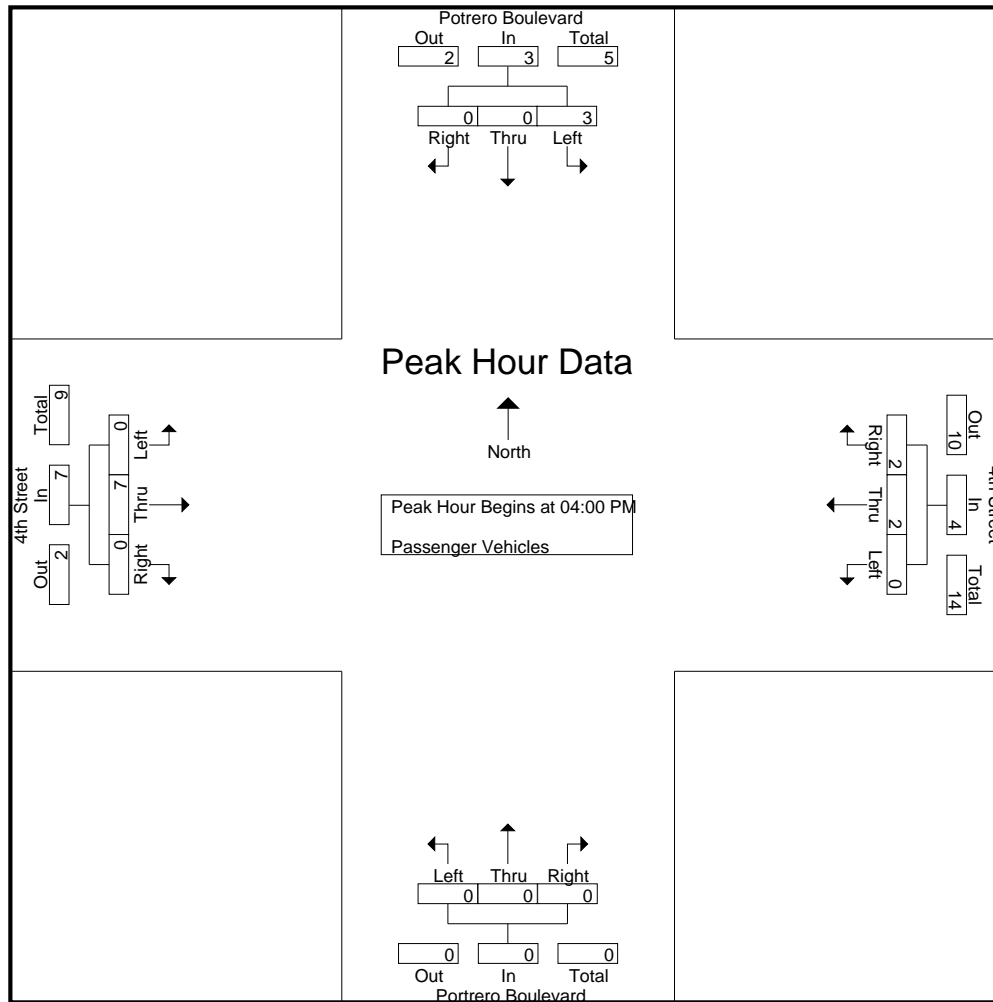 Potrero Boulevard
Out In Total
2 3 5
0 0 3
Right Thru Left
Peak Hour Data
North
Peak Hour Begins at 04:00 PM
Passenger Vehicles
4th Street
Total In Out
9 7 2
0 7 0
Left Thru Right
4th Street
Out In Total
10 4 14
2 2 0
Right Thru Left
Left Thru Right
0 0 0
0 0 0
Out In Total
Portrero Boulevard